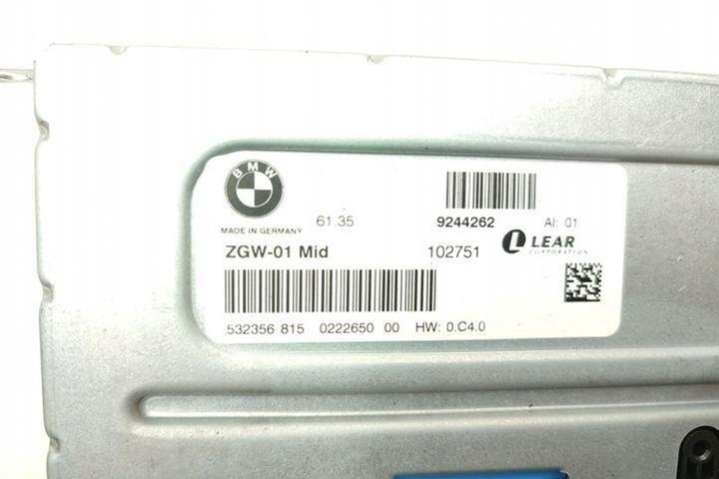 BMW
61.35 9244262 AI: 01
MADE IN GERMANY
ZGW-01 Mid 102751 LEAR
CORPORATION
532356 815 0222650 00 HW: 0.C4.0